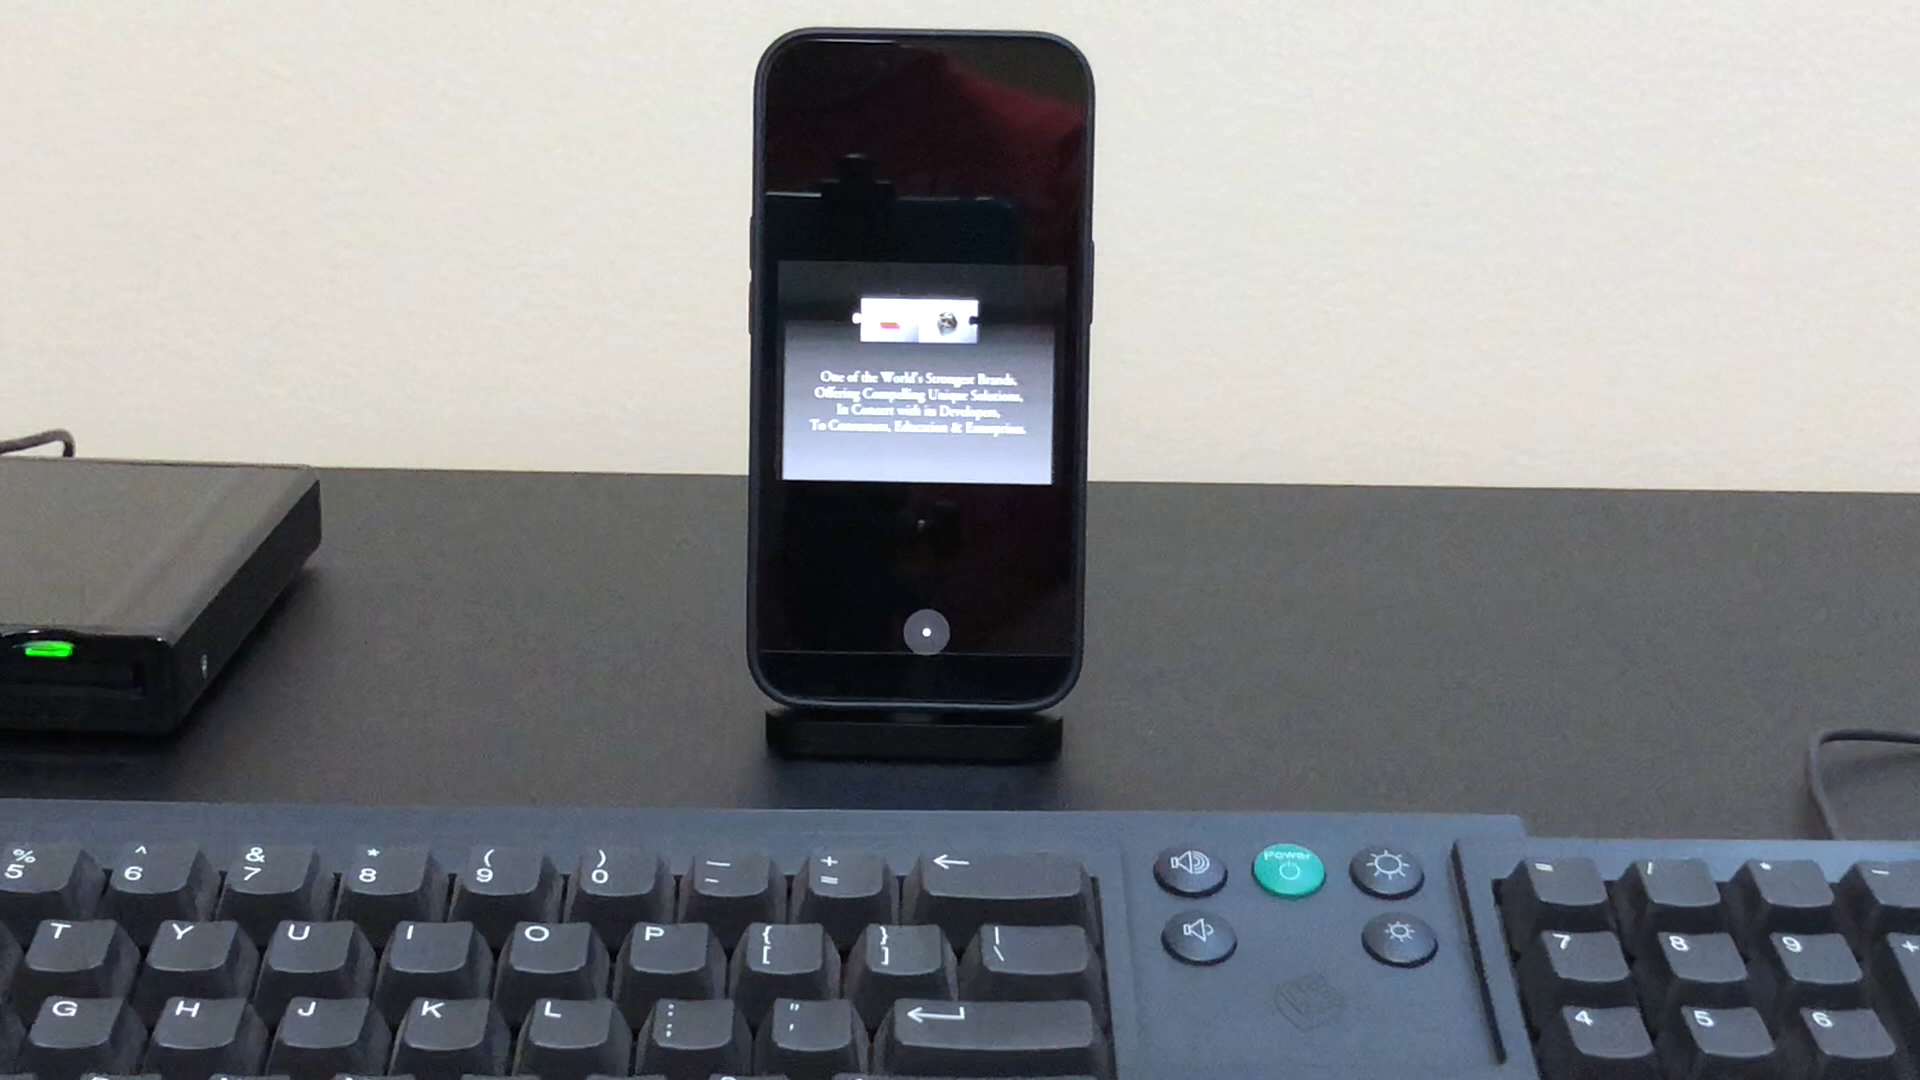 One of the World's Strongest Brands,
Offering Compelling Unique Solutions,
In Concert with its Developers,
To Consumers, Education & Enterprise.
% 5 ^ 6 & 7 * 8 ( 9 ) 0 — - + = ←
Power
= / * −
T Y U I O P { [ } ] | \
7 8 9 +
G H J K L : ; " '
4 5 6